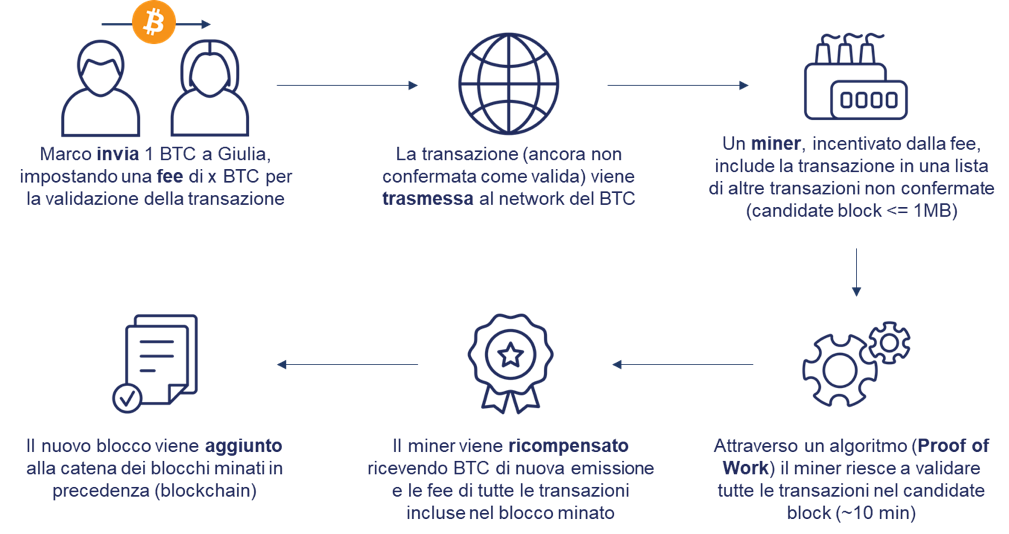 Marco invia 1 BTC a Giulia,
impostando una fee di x BTC per
la validazione della transazione
La transazione (ancora non
confermata come valida) viene
trasmessa al network del BTC
Un miner, incentivato dalla fee,
include la transazione in una lista
di altre transazioni non confermate
(candidate block <= 1MB)
Attraverso un algoritmo (Proof of
Work) il miner riesce a validare
tutte le transazioni nel candidate
block (~10 min)
Il miner viene ricompensato
ricevendo BTC di nuova emissione
e le fee di tutte le transazioni
incluse nel blocco minato
Il nuovo blocco viene aggiunto
alla catena dei blocchi minati in
precedenza (blockchain)